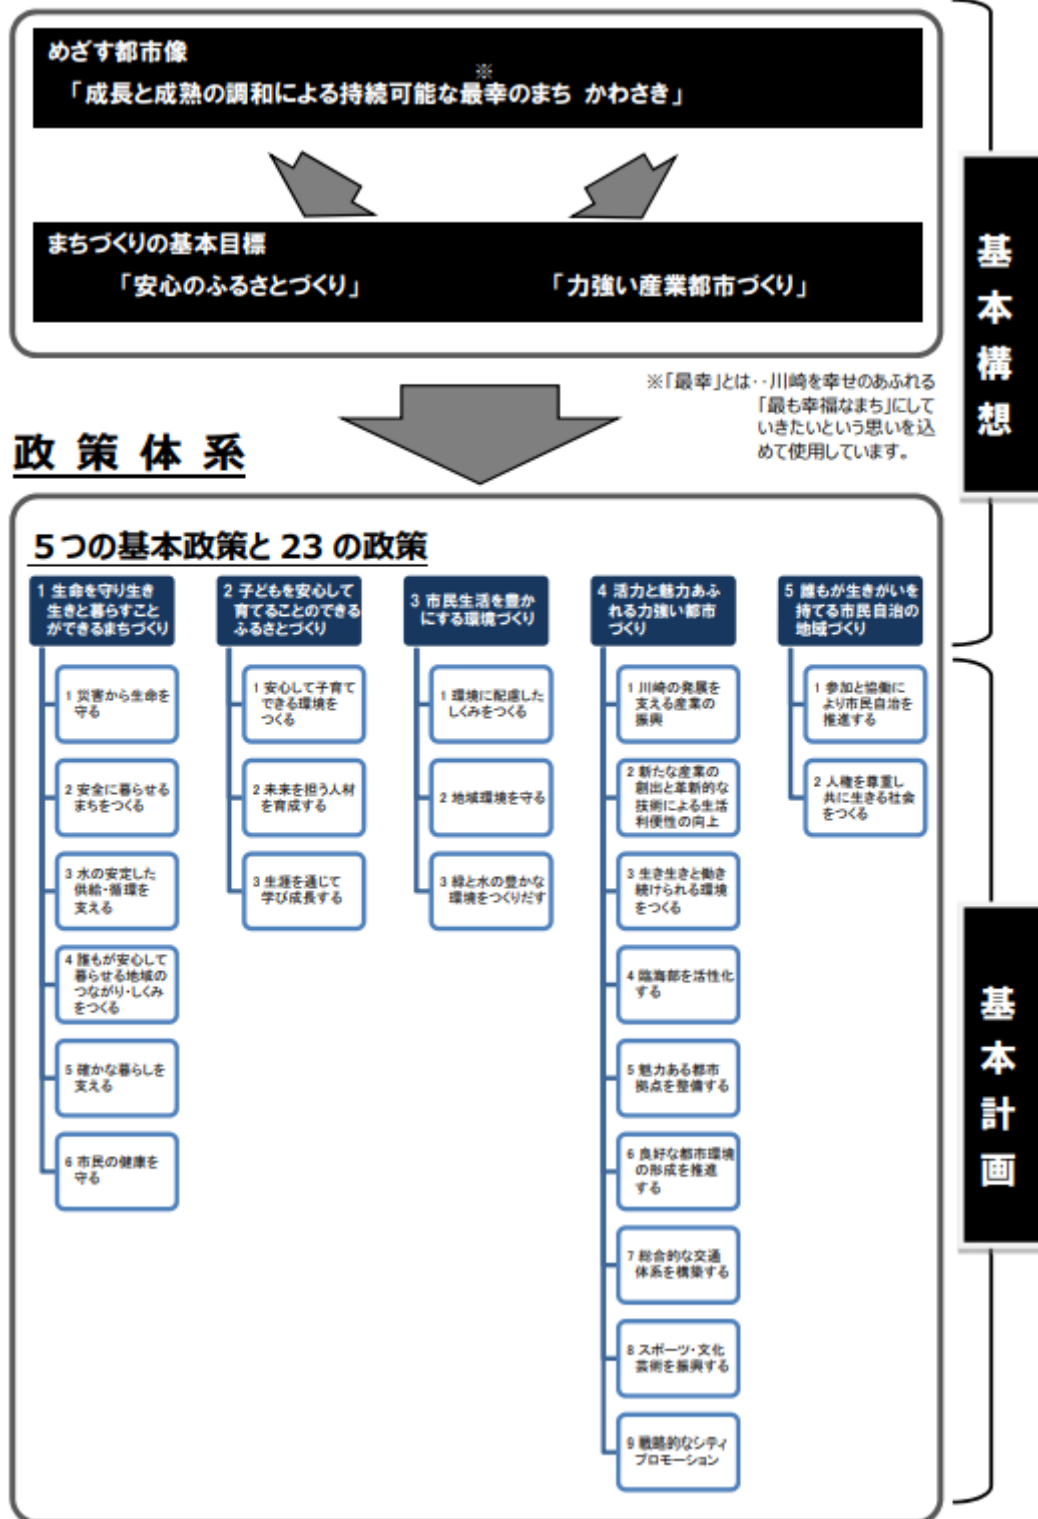 めざす都市像
※
「成長と成熟の調和による持続可能な最幸のまち かわさき」
まちづくりの基本目標
「安心のふるさとづくり」
「力強い産業都市づくり」
基本構想
※「最幸」とは‥川崎を幸せのあふれる
「最も幸福なまち」にして
いきたいという思いを込
めて使用しています。
政策体系
5つの基本政策と23の政策
1 生命を守り生き
生きと暮らすこと
ができるまちづくり
1 災害から生命を
守る
2 安全に暮らせる
まちをつくる
3 水の安定した
供給・循環を
支える
4 誰もが安心して
暮らせる地域の
つながり・しくみ
をつくる
5 確かな暮らしを
支える
6 市民の健康を
守る
2 子どもを安心して
育てることのできる
ふるさとづくり
1 安心して子育て
できる環境を
つくる
2 未来を担う人材
を育成する
3 生涯を通じて
学び成長する
3 市民生活を豊か
にする環境づくり
1 環境に配慮した
しくみをつくる
2 地域環境を守る
3 緑と水の豊かな
環境をつくりだす
4 活力と魅力あふ
れる力強い都市
づくり
1 川崎の発展を
支える産業の
振興
2 新たな産業の
創出と革新的な
技術による生活
利便性の向上
3 生き生きと働き
続けられる環境
をつくる
4 臨海部を活性化
する
5 魅力ある都市
拠点を整備する
6 良好な都市環境
の形成を推進
する
7 総合的な交通
体系を構築する
8 スポーツ・文化
芸術を振興する
9 戦略的なシティ
プロモーション
5 誰もが生きがいを
持てる市民自治の
地域づくり
1 参加と協働に
より市民自治を
推進する
2 人権を尊重し
共に生きる社会
をつくる
基本計画